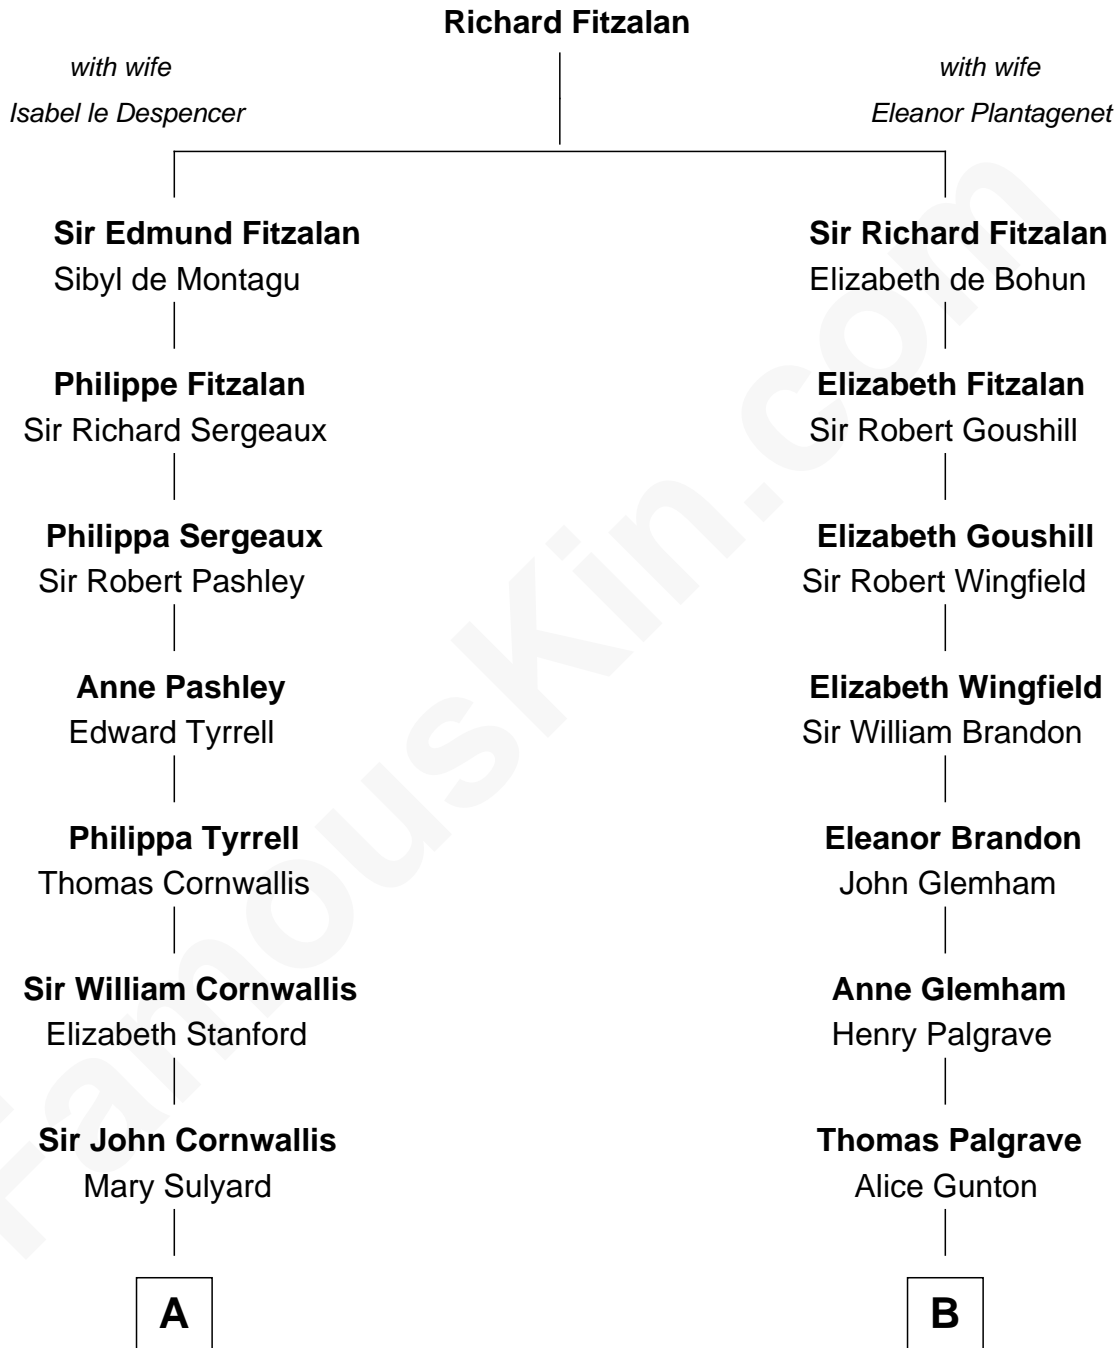 Richard Fitzalan
with wife
Isabel le Despencer
with wife
Eleanor Plantagenet
Sir Edmund Fitzalan
Sibyl de Montagu
Sir Richard Fitzalan
Elizabeth de Bohun
Philippe Fitzalan
Sir Richard Sergeaux
Elizabeth Fitzalan
Sir Robert Goushill
Philippa Sergeaux
Sir Robert Pashley
Elizabeth Goushill
Sir Robert Wingfield
Anne Pashley
Edward Tyrrell
Elizabeth Wingfield
Sir William Brandon
Philippa Tyrrell
Thomas Cornwallis
Eleanor Brandon
John Glemham
Sir William Cornwallis
Elizabeth Stanford
Anne Glemham
Henry Palgrave
Sir John Cornwallis
Mary Sulyard
Thomas Palgrave
Alice Gunton
A
B
FamousKin.com